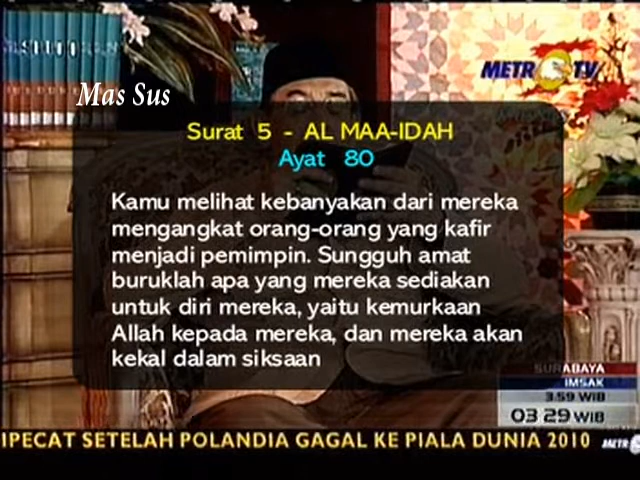 METRO TV
Mas Sus
Surat 5 - AL MAA-IDAH
Ayat 80
Kamu melihat kebanyakan dari mereka
mengangkat orang-orang yang kafir
menjadi pemimpin. Sungguh amat
buruklah apa yang mereka sediakan
untuk diri mereka, yaitu kemurkaan
Allah kepada mereka, dan mereka akan
kekal dalam siksaan
SURABAYA
IMSAK
3.59 WIB
03 29 WIB
IPECAT SETELAH POLANDIA GAGAL KE PIALA DUNIA 2010 METR